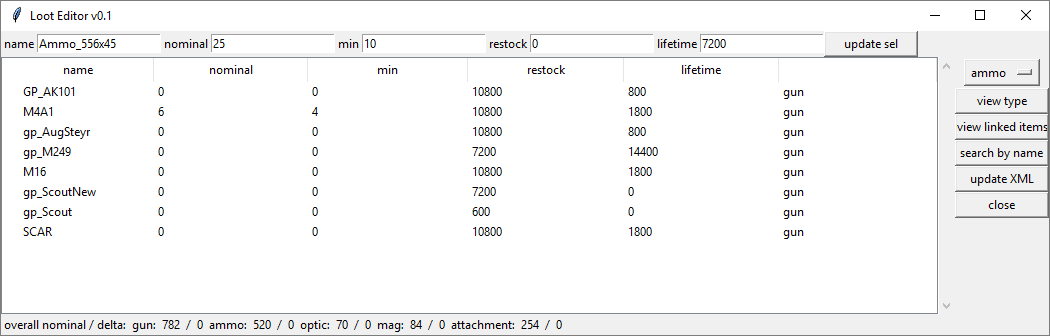 Loot Editor v0.1
name Ammo_556x45 nominal 25 min 10 restock 0 lifetime 7200 update sel
name nominal min restock lifetime
GP_AK101 0 0 10800 800 gun
M4A1 6 4 10800 1800 gun
gp_AugSteyr 0 0 10800 800 gun
gp_M249 0 0 7200 14400 gun
M16 0 0 10800 1800 gun
gp_ScoutNew 0 0 7200 0 gun
gp_Scout 0 0 600 0 gun
SCAR 0 0 10800 1800 gun
ammo
view type
view linked items
search by name
update XML
close
overall nominal / delta: gun: 782 / 0 ammo: 520 / 0 optic: 70 / 0 mag: 84 / 0 attachment: 254 / 0